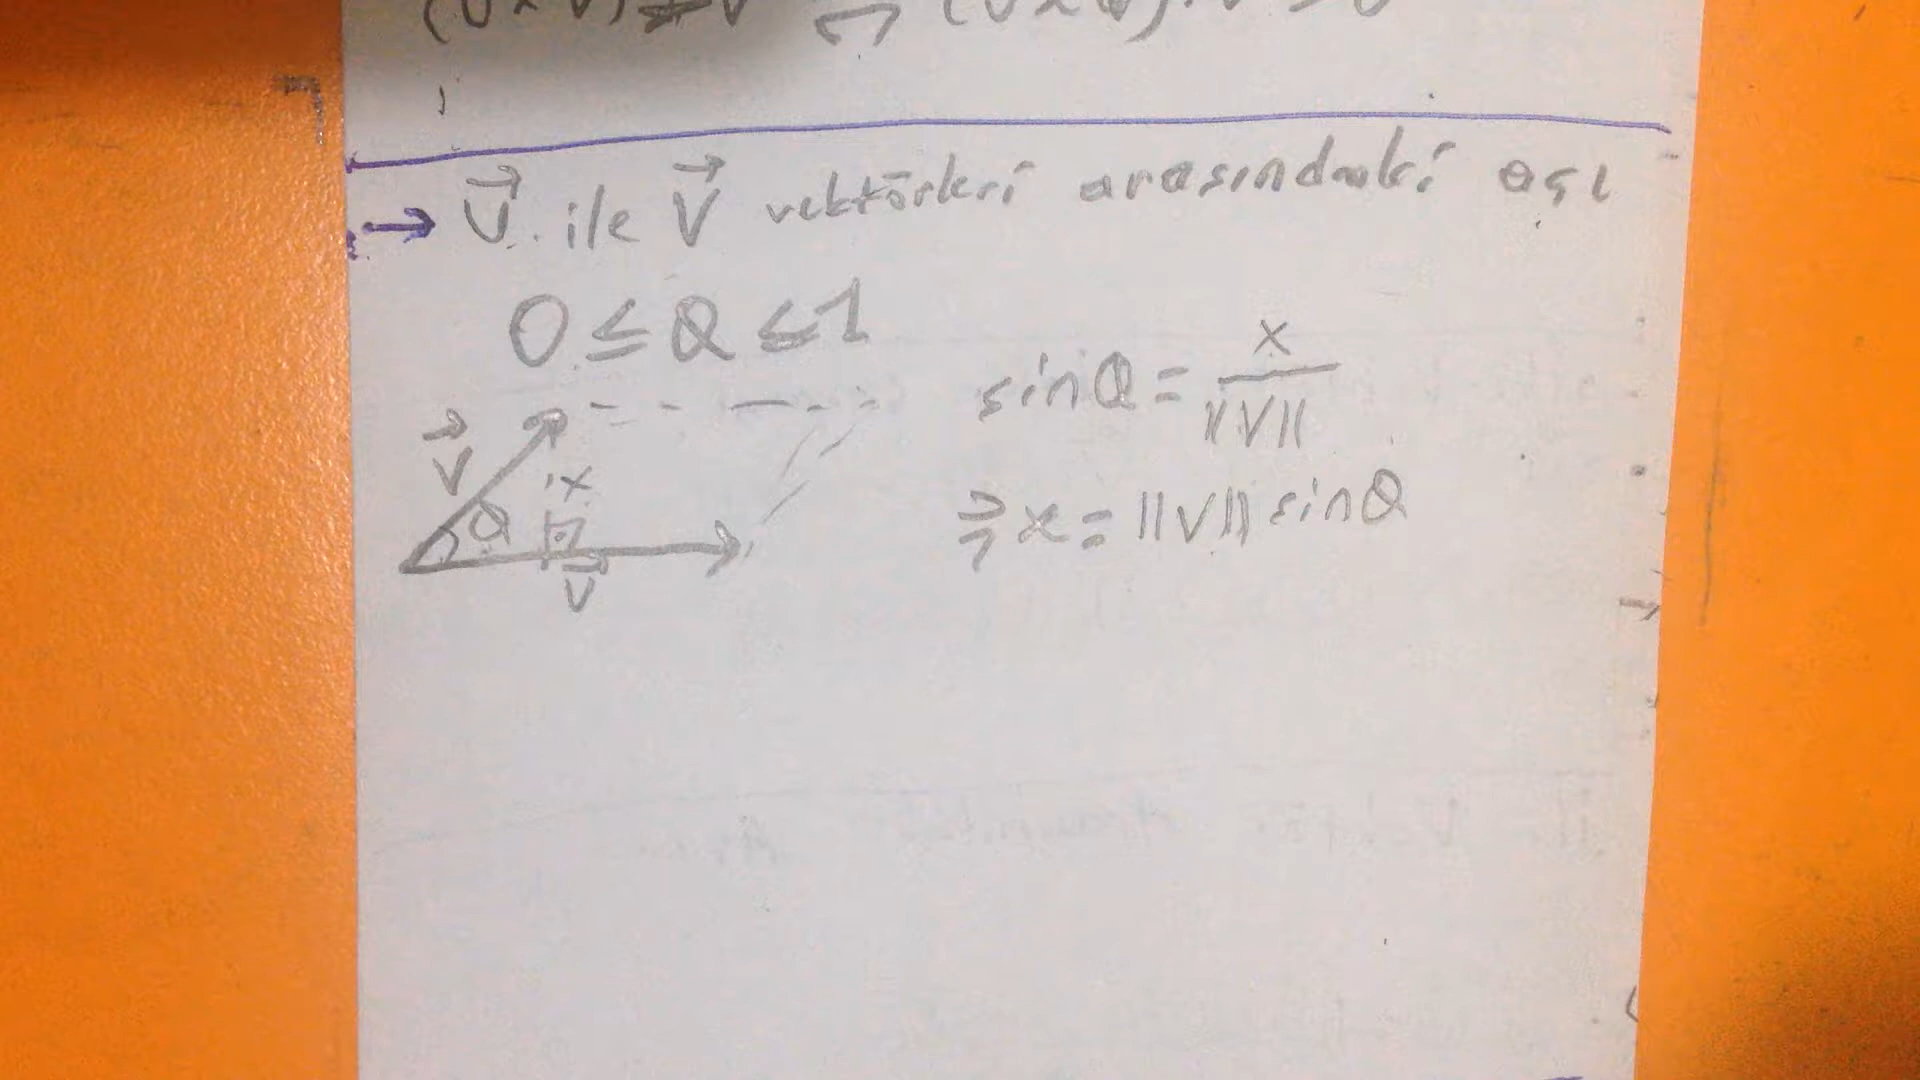 → U⃗ ile V⃗ vektörleri arasındaki açı
0 ≤ θ ≤ 1
sinθ = x / ||V||
V⃗
x
θ
⇒ x = ||V|| sinθ
V⃗